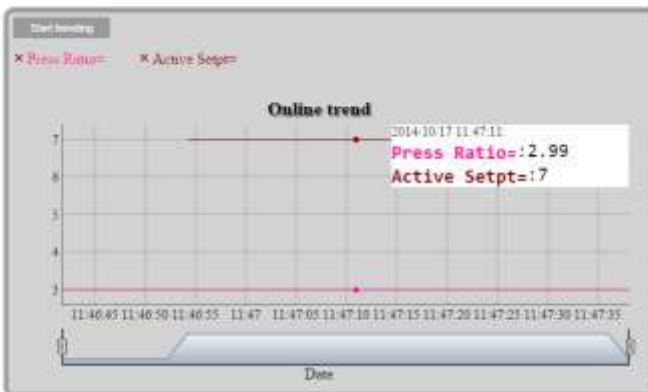 Start trending
× Press Ratio= × Active Setpt=
Online trend
2014/10/17 11:47:11:
Press Ratio=:2.99
Active Setpt=:7
7
6
5
4
3
11:46:45 11:46:50 11:46:55 11:47 11:47:05 11:47:10 11:47:15 11:47:20 11:47:25 11:47:30 11:47:35
Date